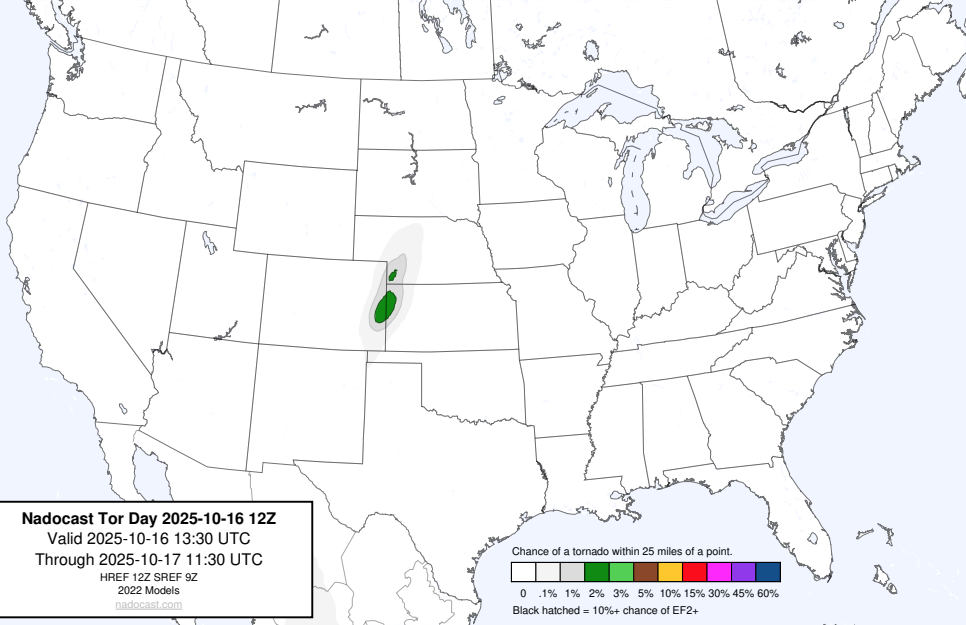 Nadocast Tor Day 2025-10-16 12Z
Valid 2025-10-16 13:30 UTC
Through 2025-10-17 11:30 UTC
HREF 12Z SREF 9Z
2022 Models
nadocast.com
Chance of a tornado within 25 miles of a point.
0 .1% 1% 2% 3% 5% 10% 15% 30% 45% 60%
Black hatched = 10%+ chance of EF2+